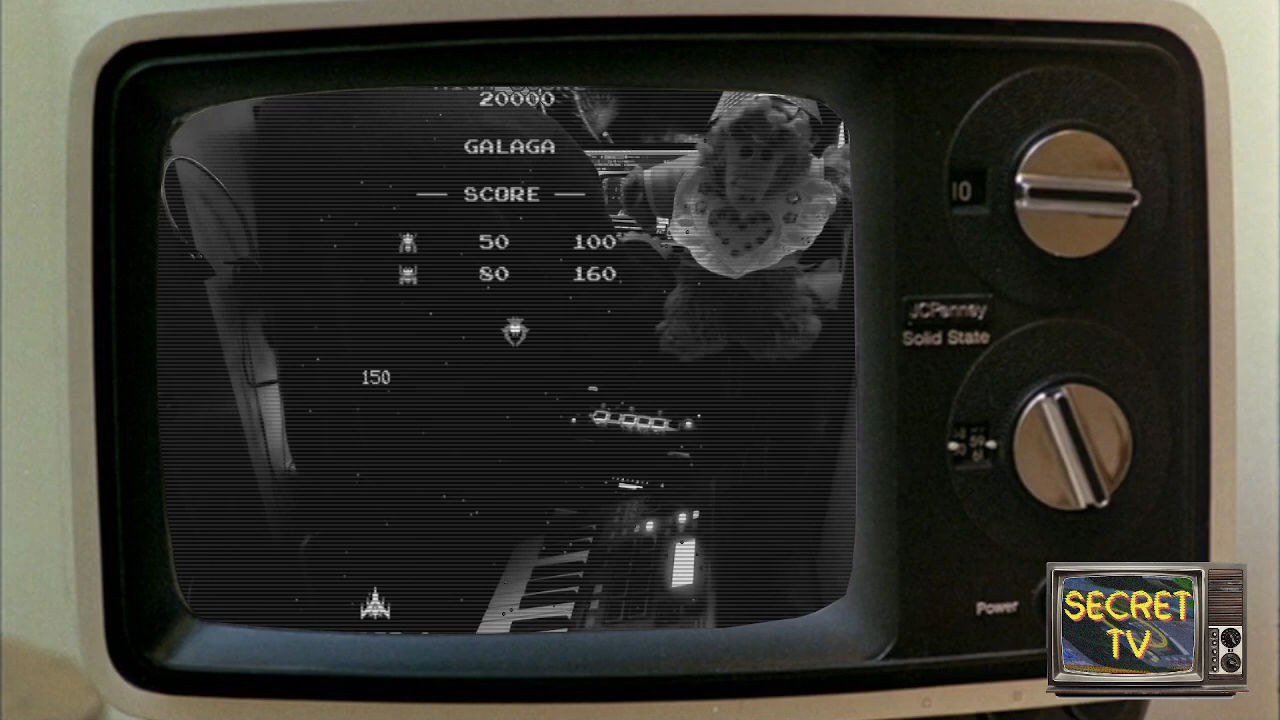 20000
GALAGA
— SCORE —
50 100
80 160
150
10
JCPenney
Solid State
Power
SECRET
TV